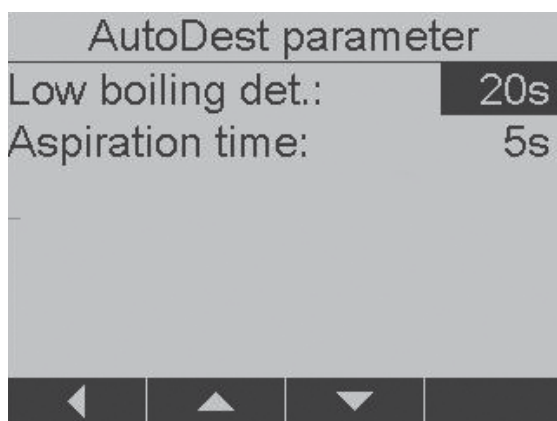 AutoDest parameter
Low boiling det.: 20s
Aspiration time: 5s